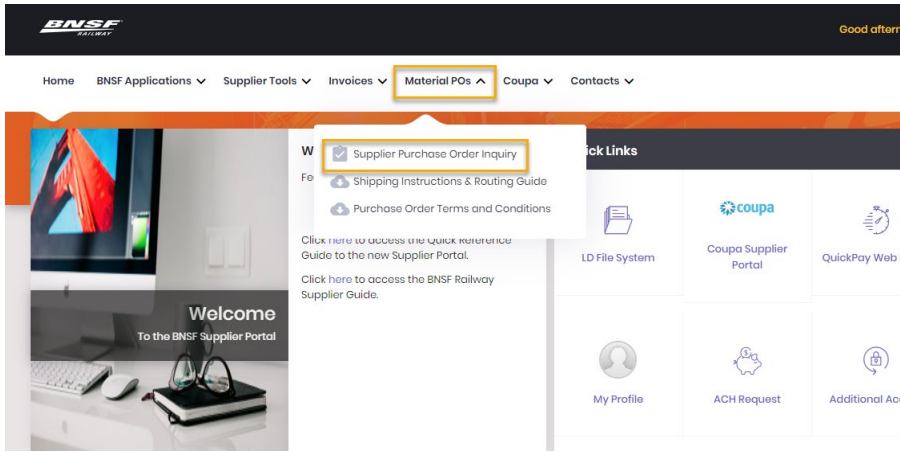 BNSF
RAILWAY
Good aftern
Home BNSF Applications Supplier Tools Invoices Material POs Coupa Contacts
Supplier Purchase Order Inquiry
Shipping Instructions & Routing Guide
Purchase Order Terms and Conditions
Click here to access the Quick Reference
Guide to the new Supplier Portal.
Click here to access the BNSF Railway
Supplier Guide.
Welcome
To the BNSF Supplier Portal
ick Links
LD File System
coupa
Coupa Supplier
Portal
QuickPay Web
My Profile
ACH Request
Additional Ac